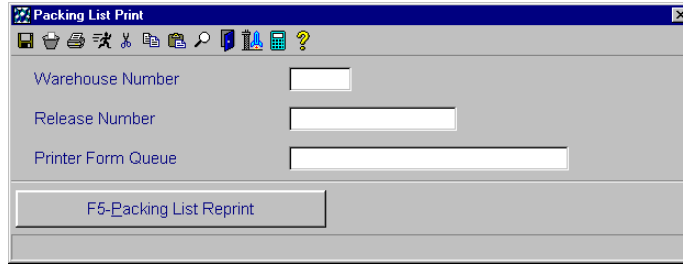 Packing List Print
Warehouse Number
Release Number
Printer Form Queue
F5-Packing List Reprint